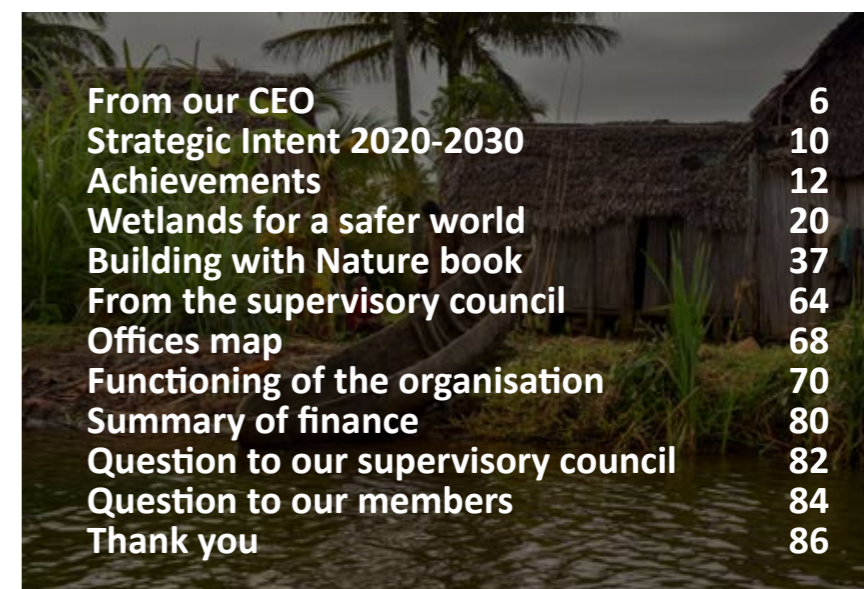 From our CEO 6
Strategic Intent 2020-2030 10
Achievements 12
Wetlands for a safer world 20
Building with Nature book 37
From the supervisory council 64
Offices map 68
Functioning of the organisation 70
Summary of finance 80
Question to our supervisory council 82
Question to our members 84
Thank you 86